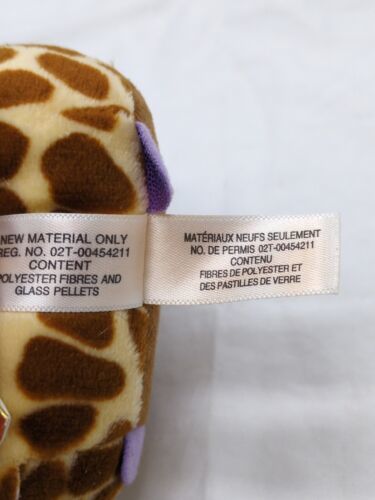 NEW MATERIAL ONLY
REG. NO. 02T-00454211
CONTENT
POLYESTER FIBRES AND
GLASS PELLETS
MATÉRIAUX NEUFS SEULEMENT
NO. DE PERMIS 02T-00454211
CONTENU
FIBRES DE POLYESTER ET
DES PASTILLES DE VERRE